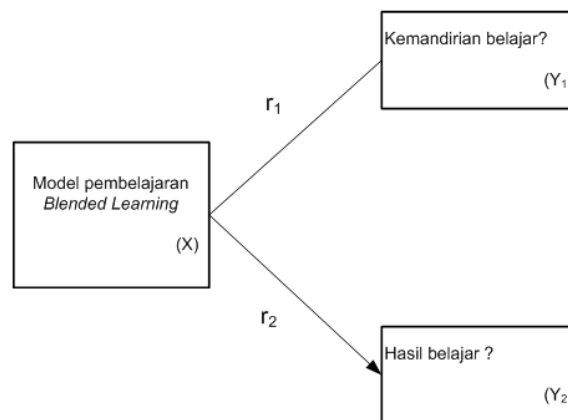 Kemandirian belajar?
(Y₁
r₁
Model pembelajaran
Blended Learning
(X)
r₂
Hasil belajar ?
(Y₂